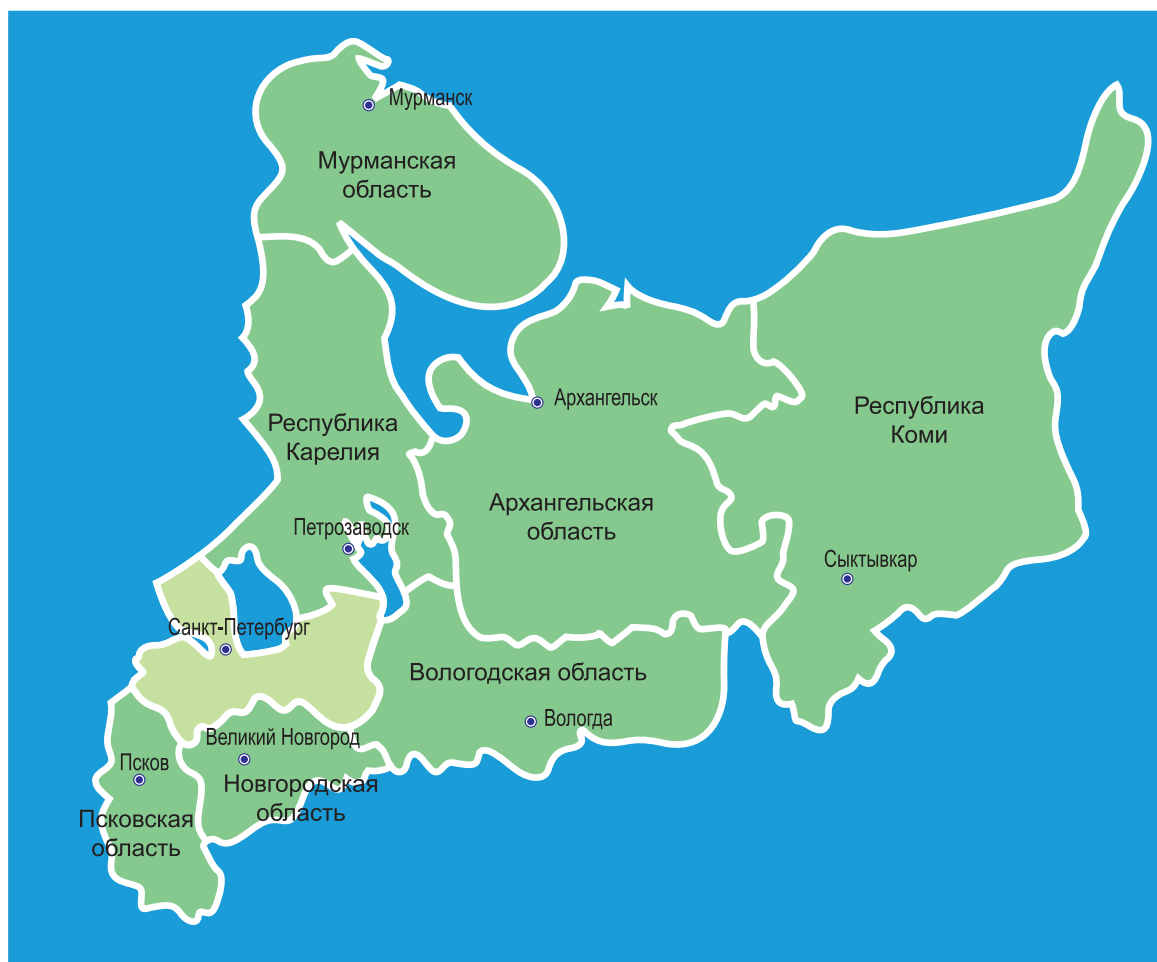 Мурманск
Мурманская
область
Архангельск
Республика
Карелия
Республика
Коми
Архангельская
область
Петрозаводск
Сыктывкар
Санкт-Петербург
Вологодская область
Вологда
Великий Новгород
Псков
Новгородская
область
Псковская
область